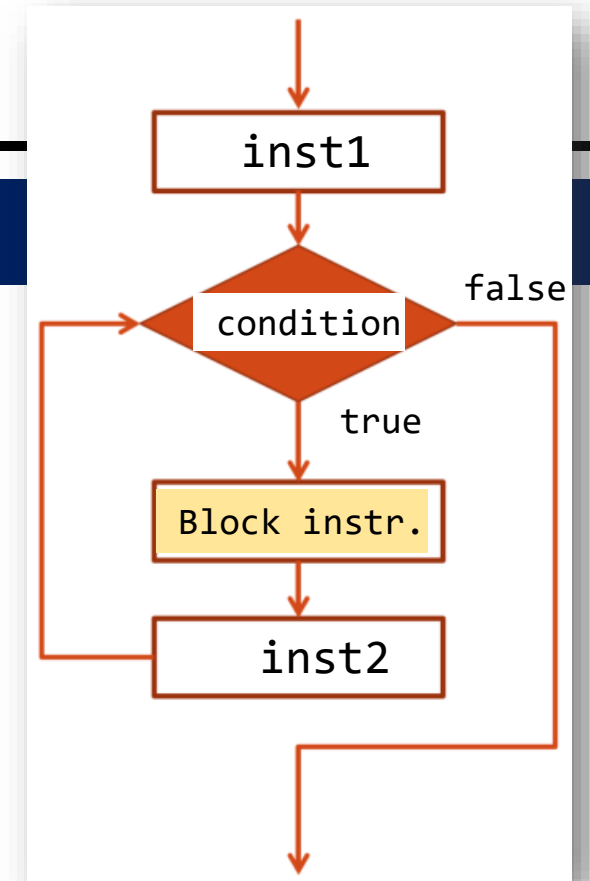 inst1
false
condition
true
Block instr.
inst2